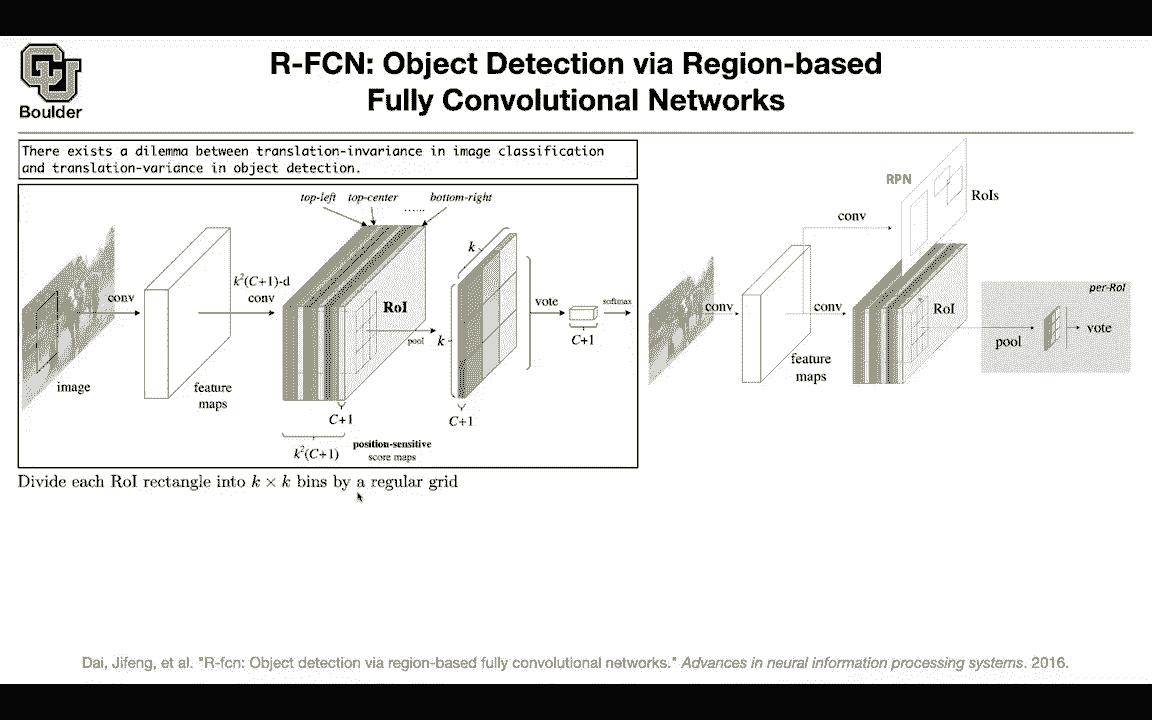 R-FCN: Object Detection via Region-based
Fully Convolutional Networks
Boulder
There exists a dilemma between translation-invariance in image classification
and translation-variance in object detection.
top-left top-center ...... bottom-right
image
conv
feature
maps
k²(C+1)-d
conv
RoI
pool
k
k
C+1
k²(C+1)
position-sensitive
score maps
C+1
vote
C+1
softmax
Divide each RoI rectangle into k × k bins by a regular grid
RPN
RoIs
conv
conv
conv
feature
maps
RoI
pool
per-RoI
vote
Dai, Jifeng, et al. "R-fcn: Object detection via region-based fully convolutional networks." Advances in neural information processing systems. 2016.